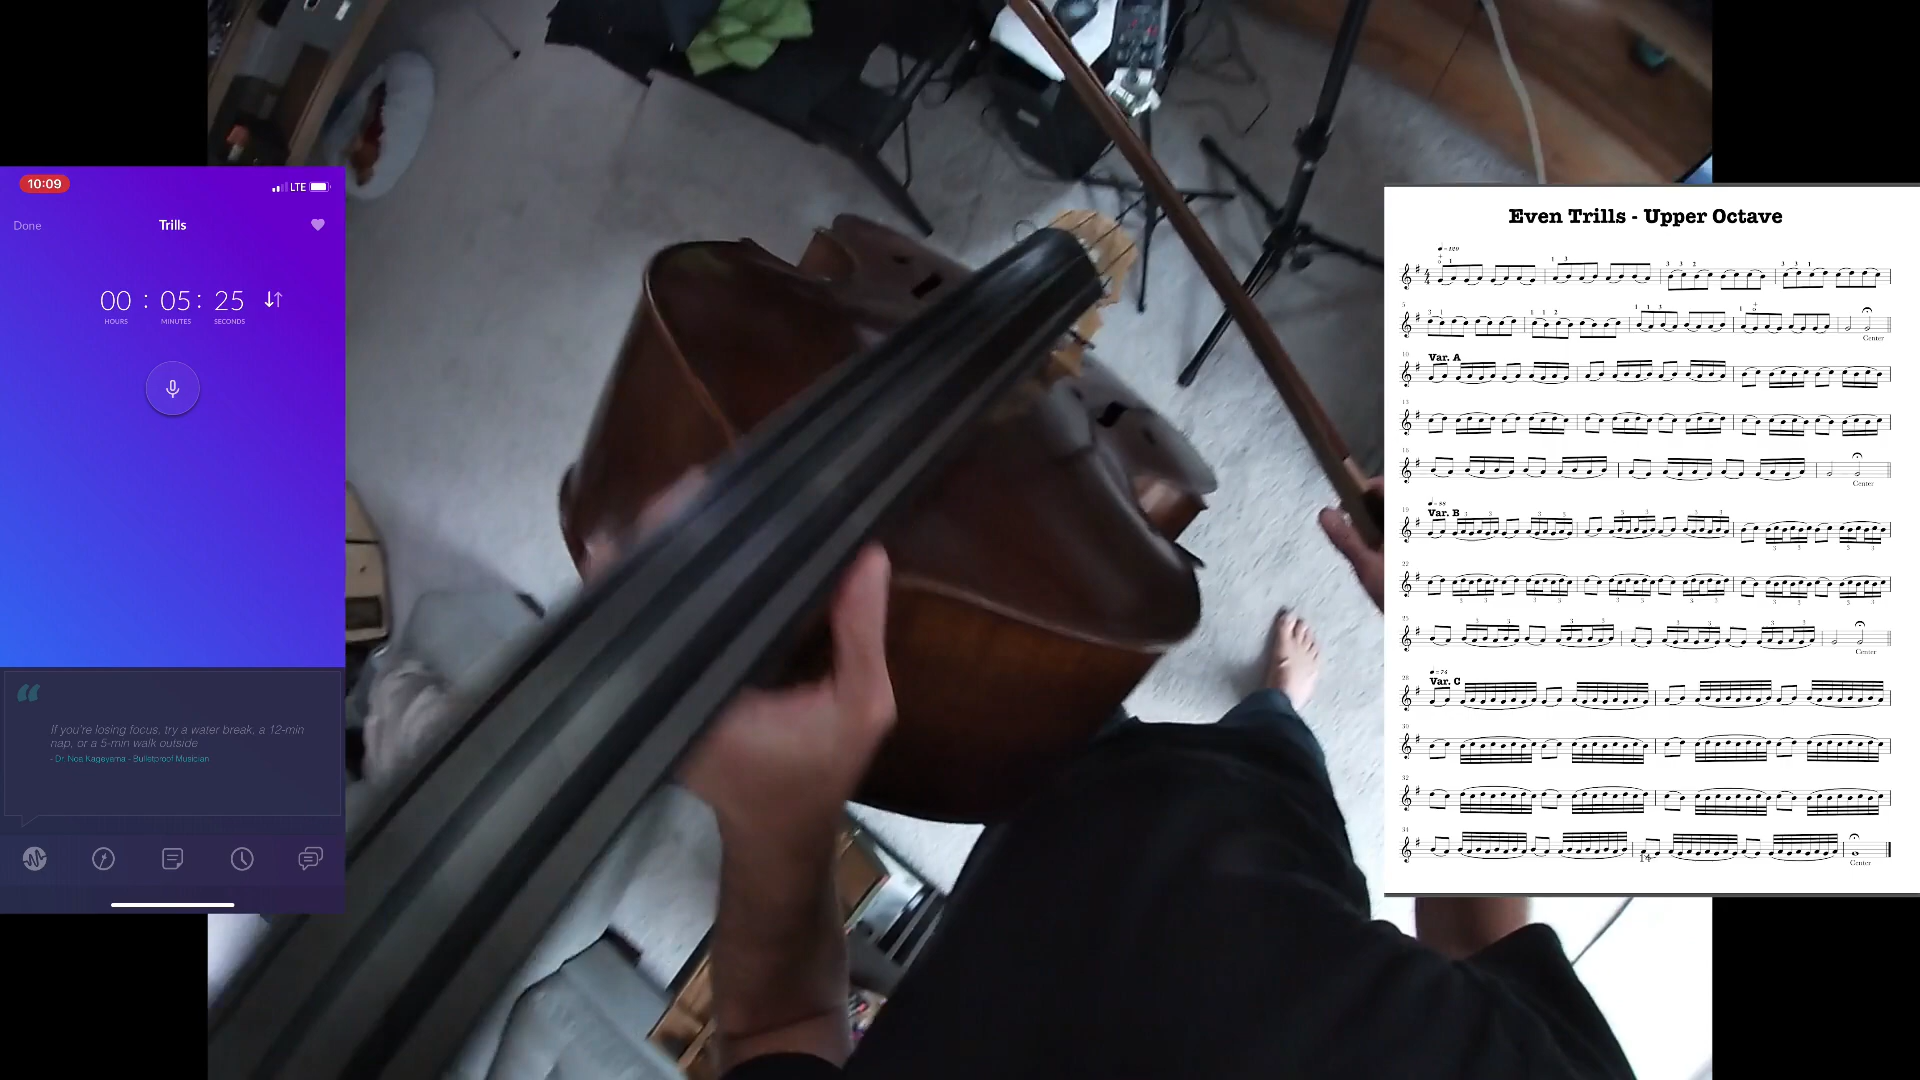 10:09
LTE
Done
Trills
00 : 05 : 25
HOURS MINUTES SECONDS
“
If you're losing focus, try a water break, a 12-min
nap, or a 5-min walk outside
- Dr. Noa Kageyama - Bulletproof Musician
Even Trills - Upper Octave
Center
Var. A
Center
Var. B
Center
Var. C
Center
14